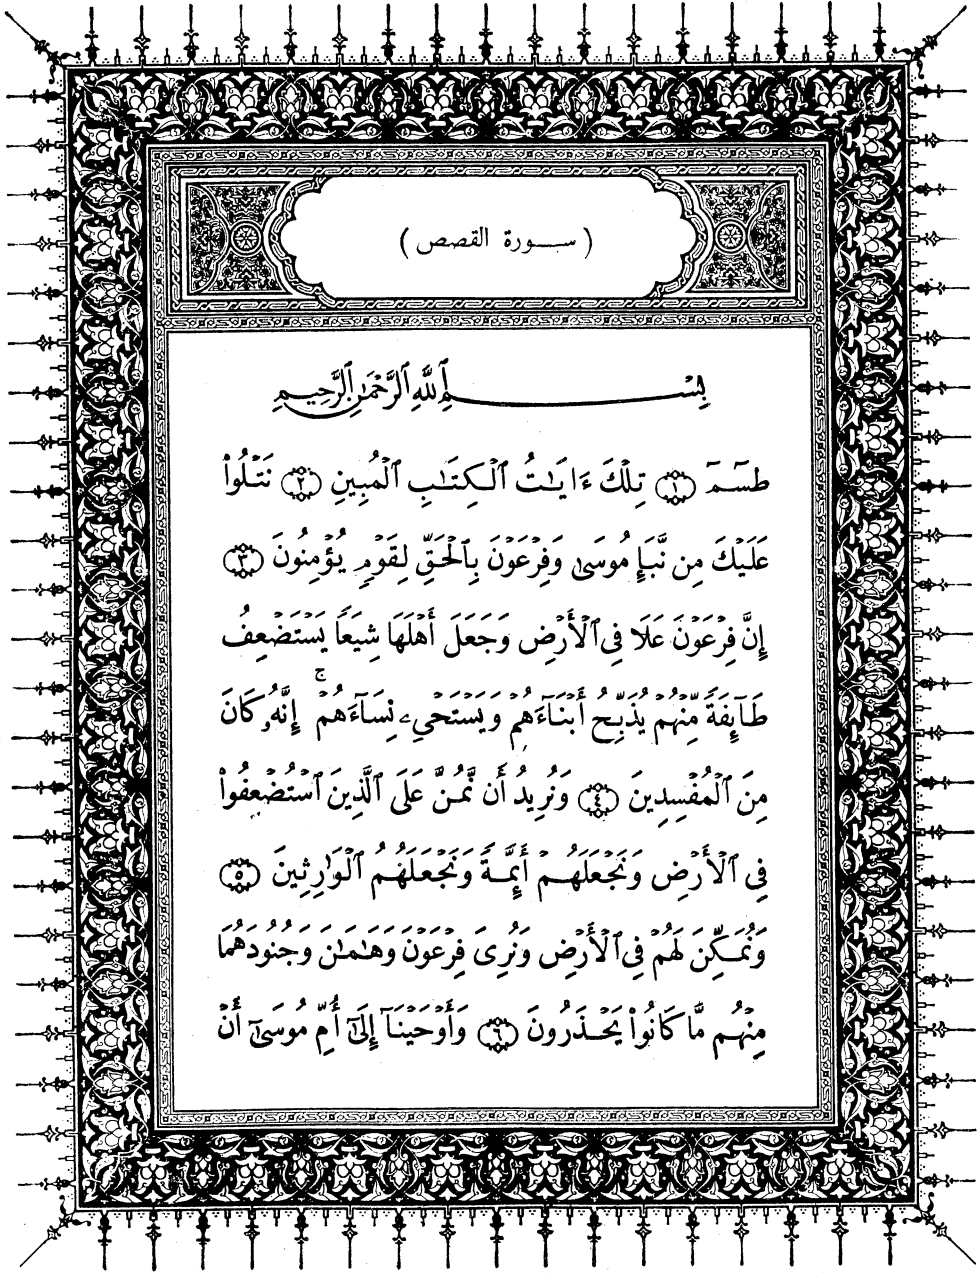 ( ســـورة القصص )
بِسْـــــــمِ ٱللَّهِ ٱلرَّحْمَٰنِ ٱلرَّحِيمِ
طسٓمٓ ١ تِلْكَ ءَايَٰتُ ٱلْكِتَٰبِ ٱلْمُبِينِ ٢ نَتْلُوا۟
عَلَيْكَ مِن نَّبَإِ مُوسَىٰ وَفِرْعَوْنَ بِٱلْحَقِّ لِقَوْمٍ يُؤْمِنُونَ ٣
إِنَّ فِرْعَوْنَ عَلَا فِى ٱلْأَرْضِ وَجَعَلَ أَهْلَهَا شِيَعًا يَسْتَضْعِفُ
طَآئِفَةً مِّنْهُمْ يُذَبِّحُ أَبْنَآءَهُمْ وَيَسْتَحْىِۦ نِسَآءَهُمْ ۚ إِنَّهُۥ كَانَ
مِنَ ٱلْمُفْسِدِينَ ٤ وَنُرِيدُ أَن نَّمُنَّ عَلَى ٱلَّذِينَ ٱسْتُضْعِفُوا۟
فِى ٱلْأَرْضِ وَنَجْعَلَهُمْ أَئِمَّةً وَنَجْعَلَهُمُ ٱلْوَٰرِثِينَ ٥
وَنُمَكِّنَ لَهُمْ فِى ٱلْأَرْضِ وَنُرِىَ فِرْعَوْنَ وَهَٰمَٰنَ وَجُنُودَهُمَا
مِنْهُم مَّا كَانُوا۟ يَحْذَرُونَ ٦ وَأَوْحَيْنَآ إِلَىٰٓ أُمِّ مُوسَىٰٓ أَنْ